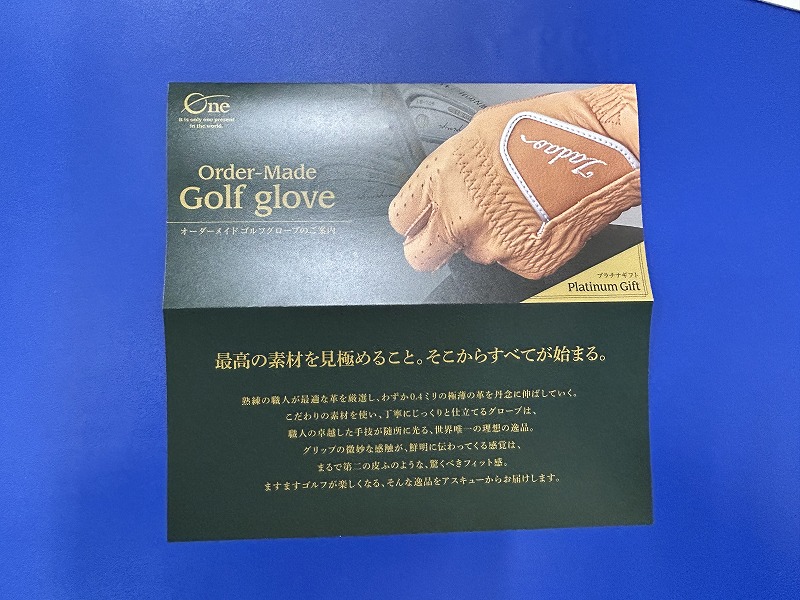 One
It is only one present
in the world.
Order-Made
Golf glove
オーダーメイド ゴルフグローブのご案内
Tadao
プラチナギフト
Platinum Gift
最高の素材を見極めること。そこからすべてが始まる。
熟練の職人が最適な革を厳選し、わずか0.4ミリの極薄の革を丹念に伸ばしていく。
こだわりの素材を使い、丁寧にじっくりと仕立てるグローブは、
職人の卓越した手技が随所に光る、世界唯一の理想の逸品。
グリップの微妙な感触が、鮮明に伝わってくる感覚は、
まるで第二の皮ふのような、驚くべきフィット感。
ますますゴルフが楽しくなる、そんな逸品をアスキューからお届けします。